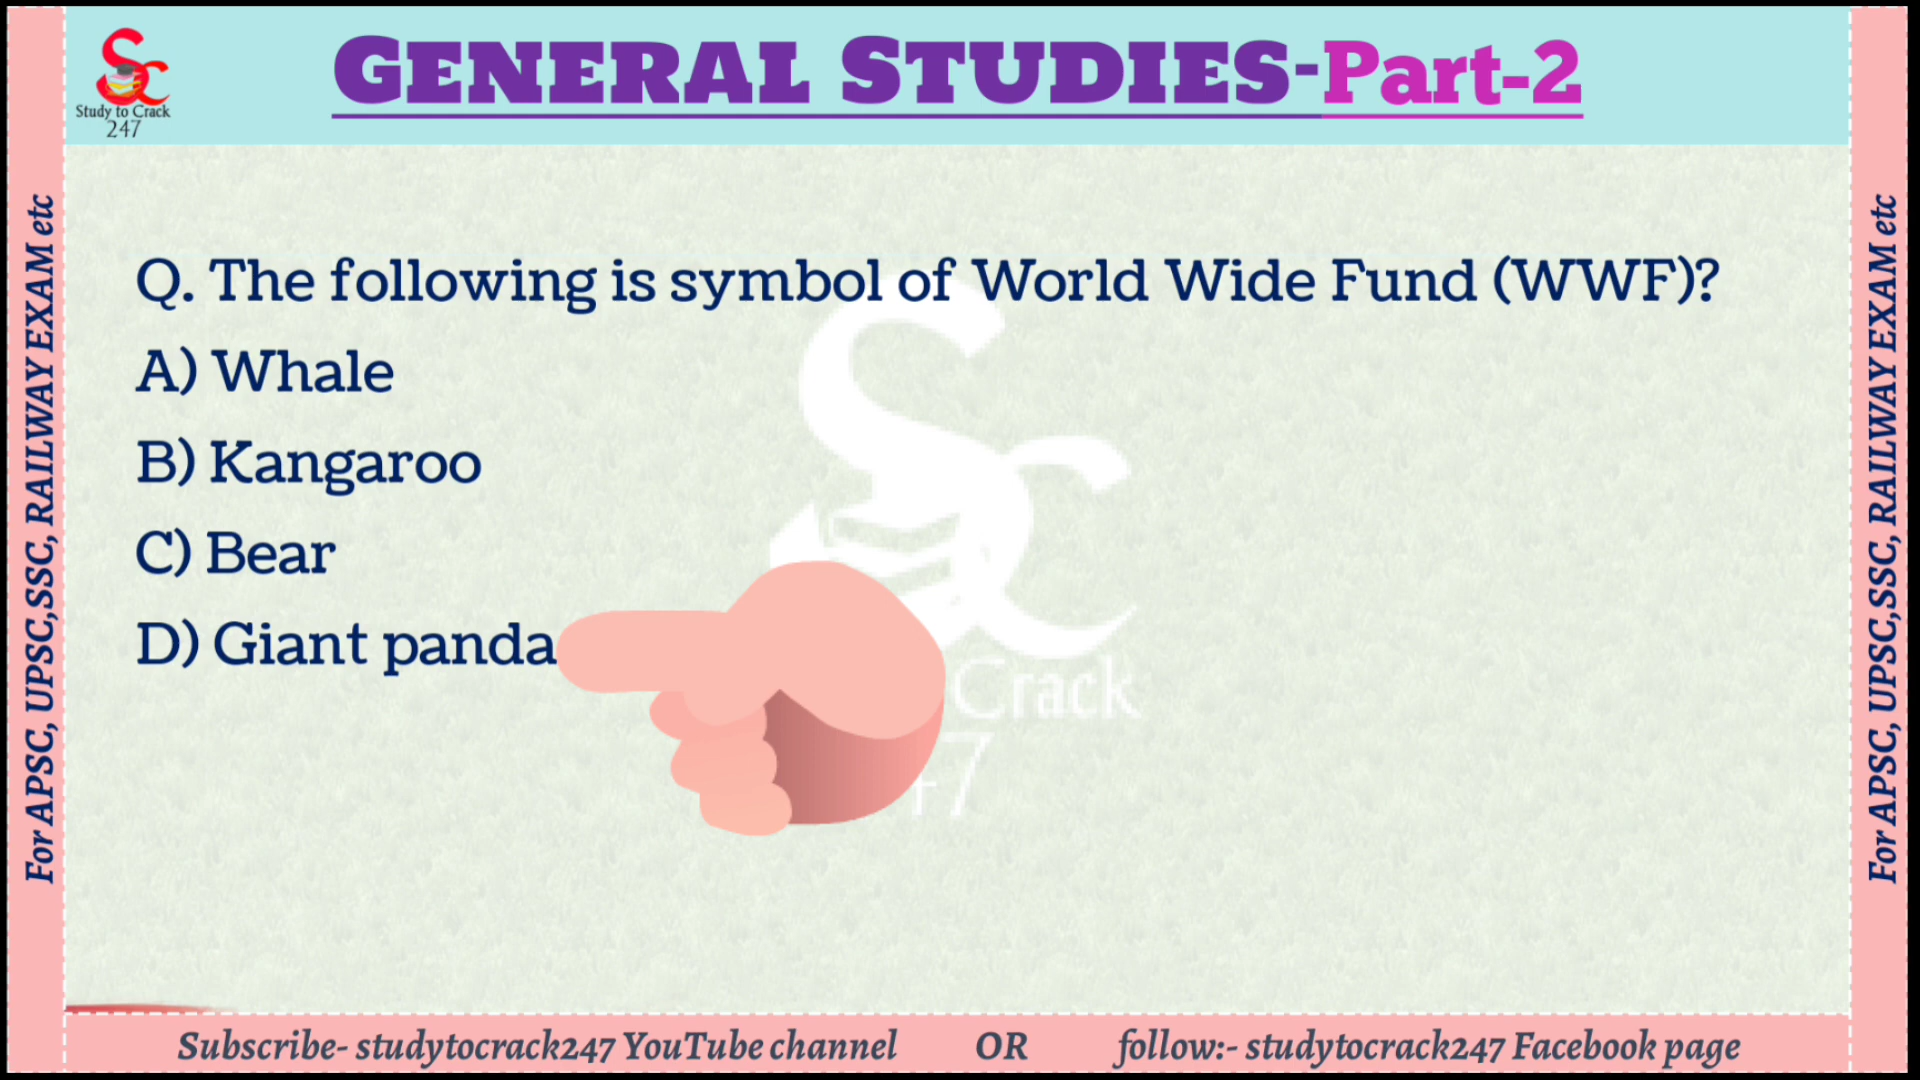 Study to Crack
247
GENERAL STUDIES-Part-2
For APSC, UPSC,SSC, RAILWAY EXAM etc
Q. The following is symbol of World Wide Fund (WWF)?
A) Whale
B) Kangaroo
C) Bear
D) Giant panda
Crack
7
For APSC, UPSC,SSC, RAILWAY EXAM etc
Subscribe- studytocrack247 YouTube channel OR follow:- studytocrack247 Facebook page